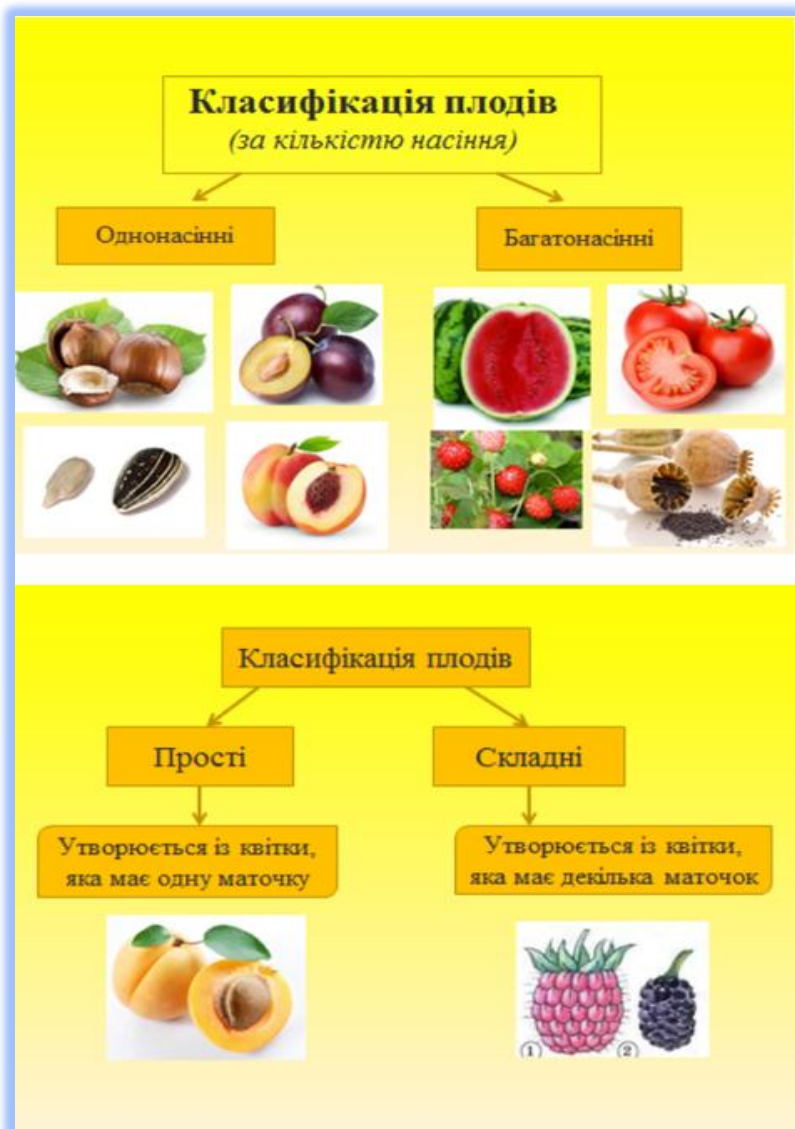 Класифікація плодів
(за кількістю насіння)
Однонасінні
Багатонасінні
Класифікація плодів
Прості
Складні
Утворюється із квітки,
яка має одну маточку
Утворюється із квітки,
яка має декілька маточок
1
2